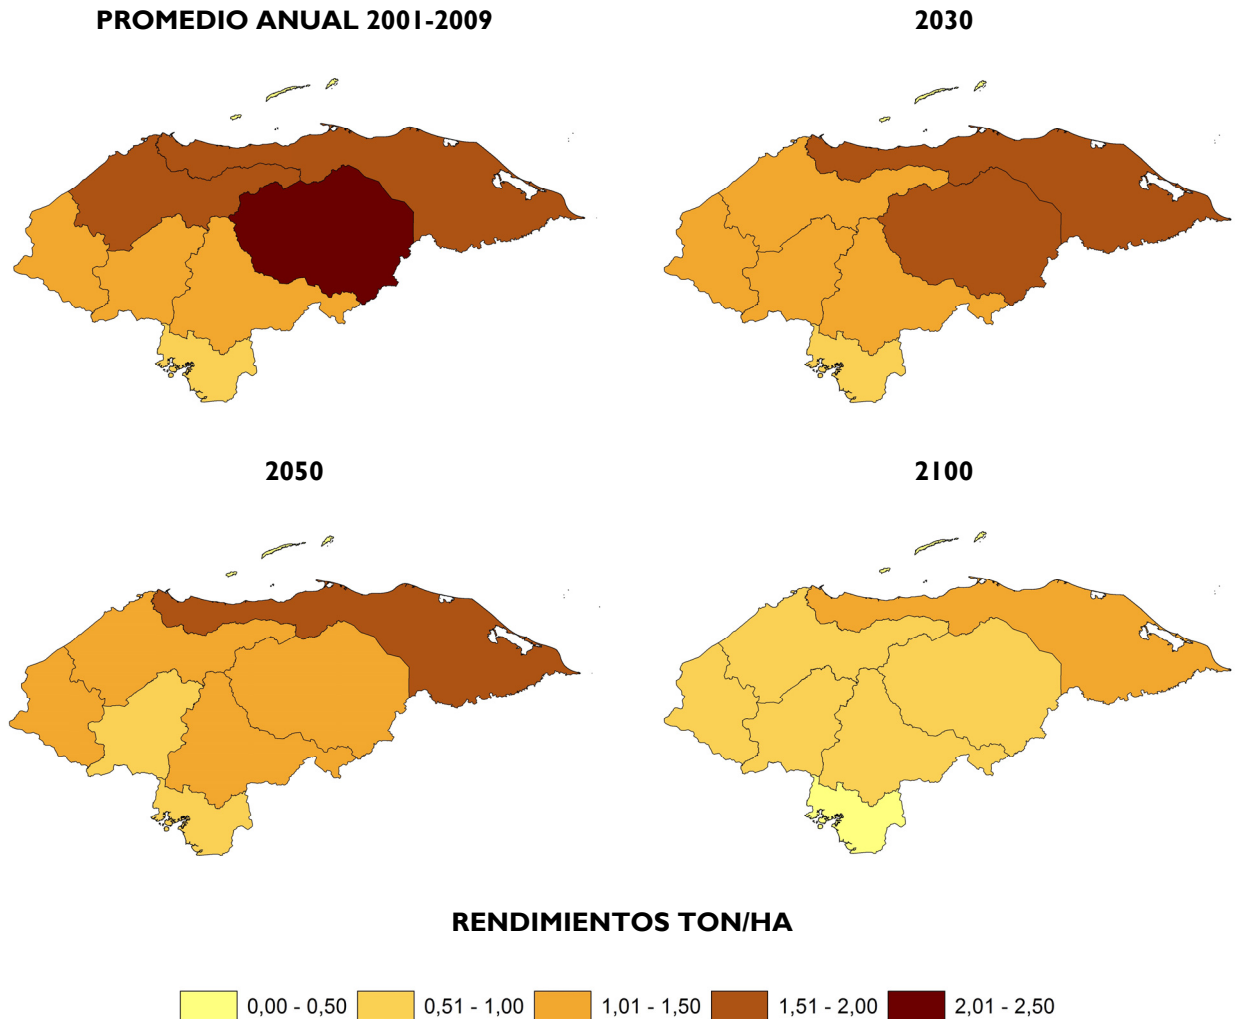 PROMEDIO ANUAL 2001-2009
2030
2050
2100
RENDIMIENTOS TON/HA
0,00 - 0,50
0,51 - 1,00
1,01 - 1,50
1,51 - 2,00
2,01 - 2,50